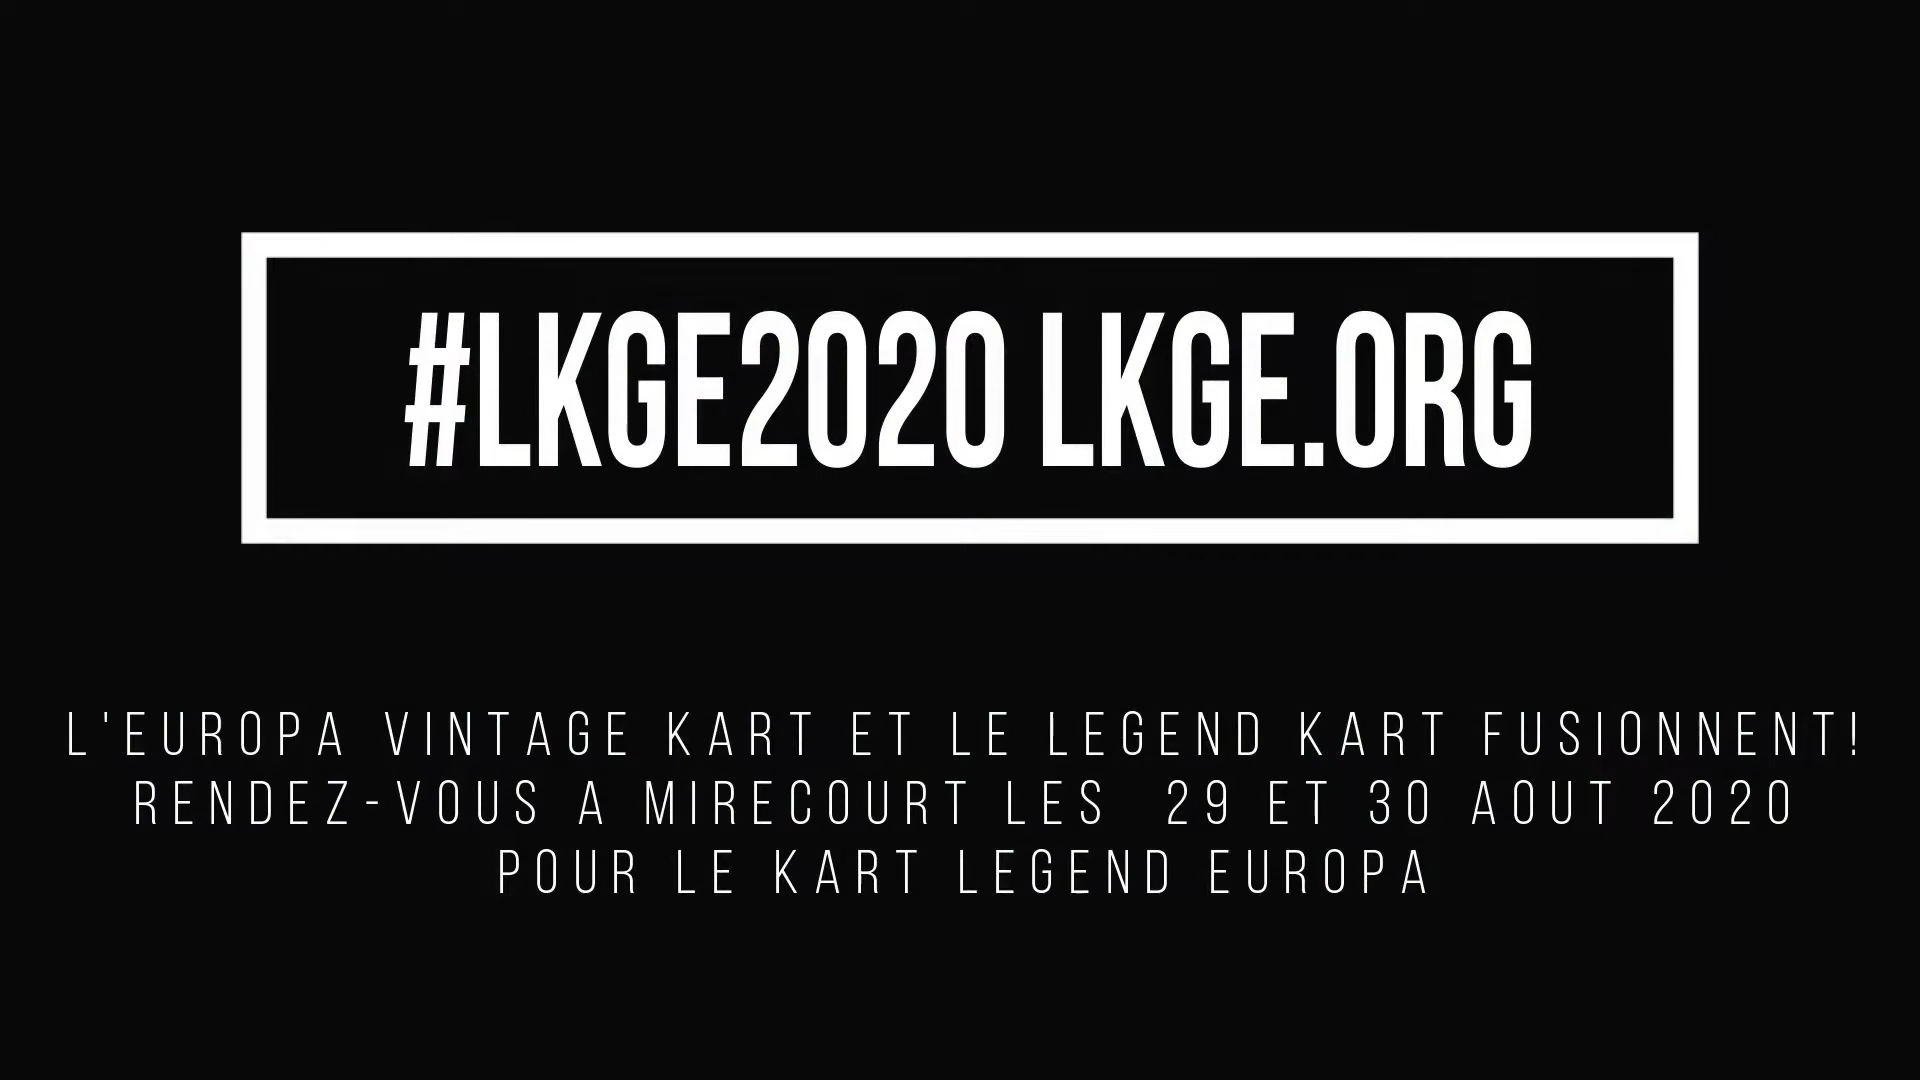 #LKGE2020 LKGE.ORG
L'EUROPA VINTAGE KART ET LE LEGEND KART FUSIONNENT!
RENDEZ-VOUS A MIRECOURT LES 29 ET 30 AOUT 2020
POUR LE KART LEGEND EUROPA